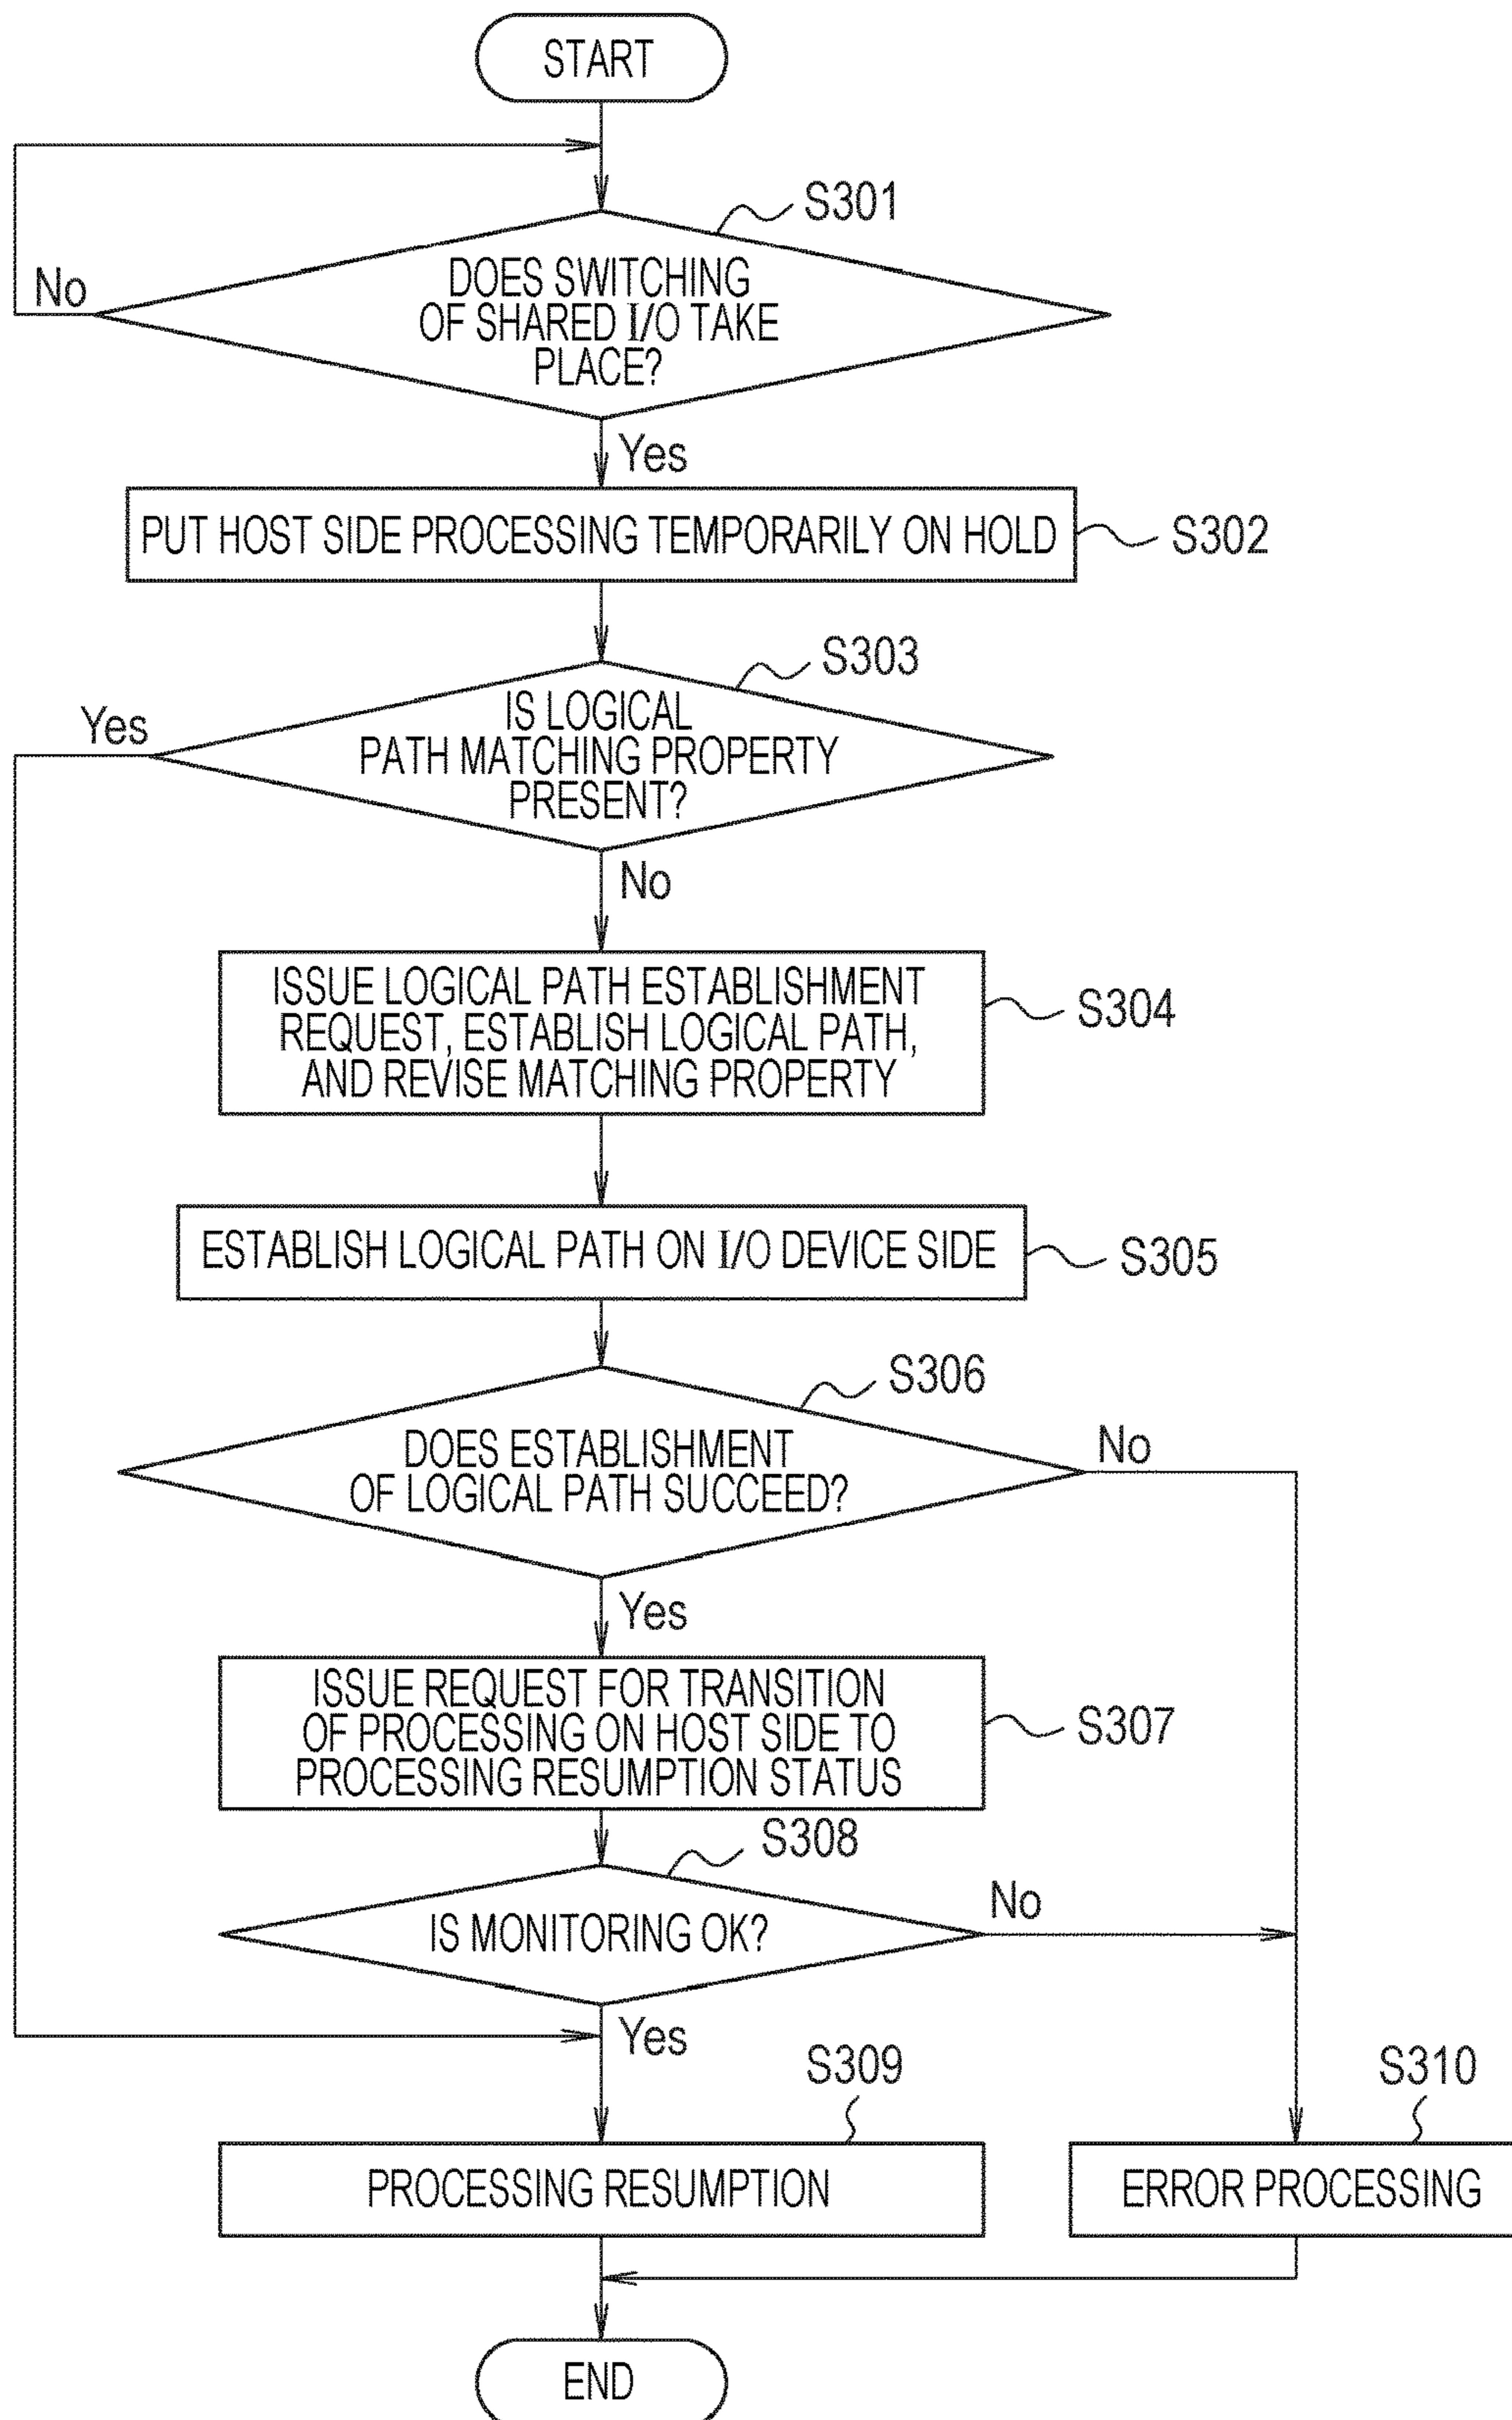 START
S301
No
DOES SWITCHING
OF SHARED I/O TAKE
PLACE?
Yes
PUT HOST SIDE PROCESSING TEMPORARILY ON HOLD
S302
S303
Yes
IS LOGICAL
PATH MATCHING PROPERTY
PRESENT?
No
ISSUE LOGICAL PATH ESTABLISHMENT
REQUEST, ESTABLISH LOGICAL PATH,
AND REVISE MATCHING PROPERTY
S304
ESTABLISH LOGICAL PATH ON I/O DEVICE SIDE
S305
S306
DOES ESTABLISHMENT
OF LOGICAL PATH SUCCEED?
No
Yes
ISSUE REQUEST FOR TRANSITION
OF PROCESSING ON HOST SIDE TO
PROCESSING RESUMPTION STATUS
S307
S308
IS MONITORING OK?
No
Yes
S309
S310
PROCESSING RESUMPTION
ERROR PROCESSING
END